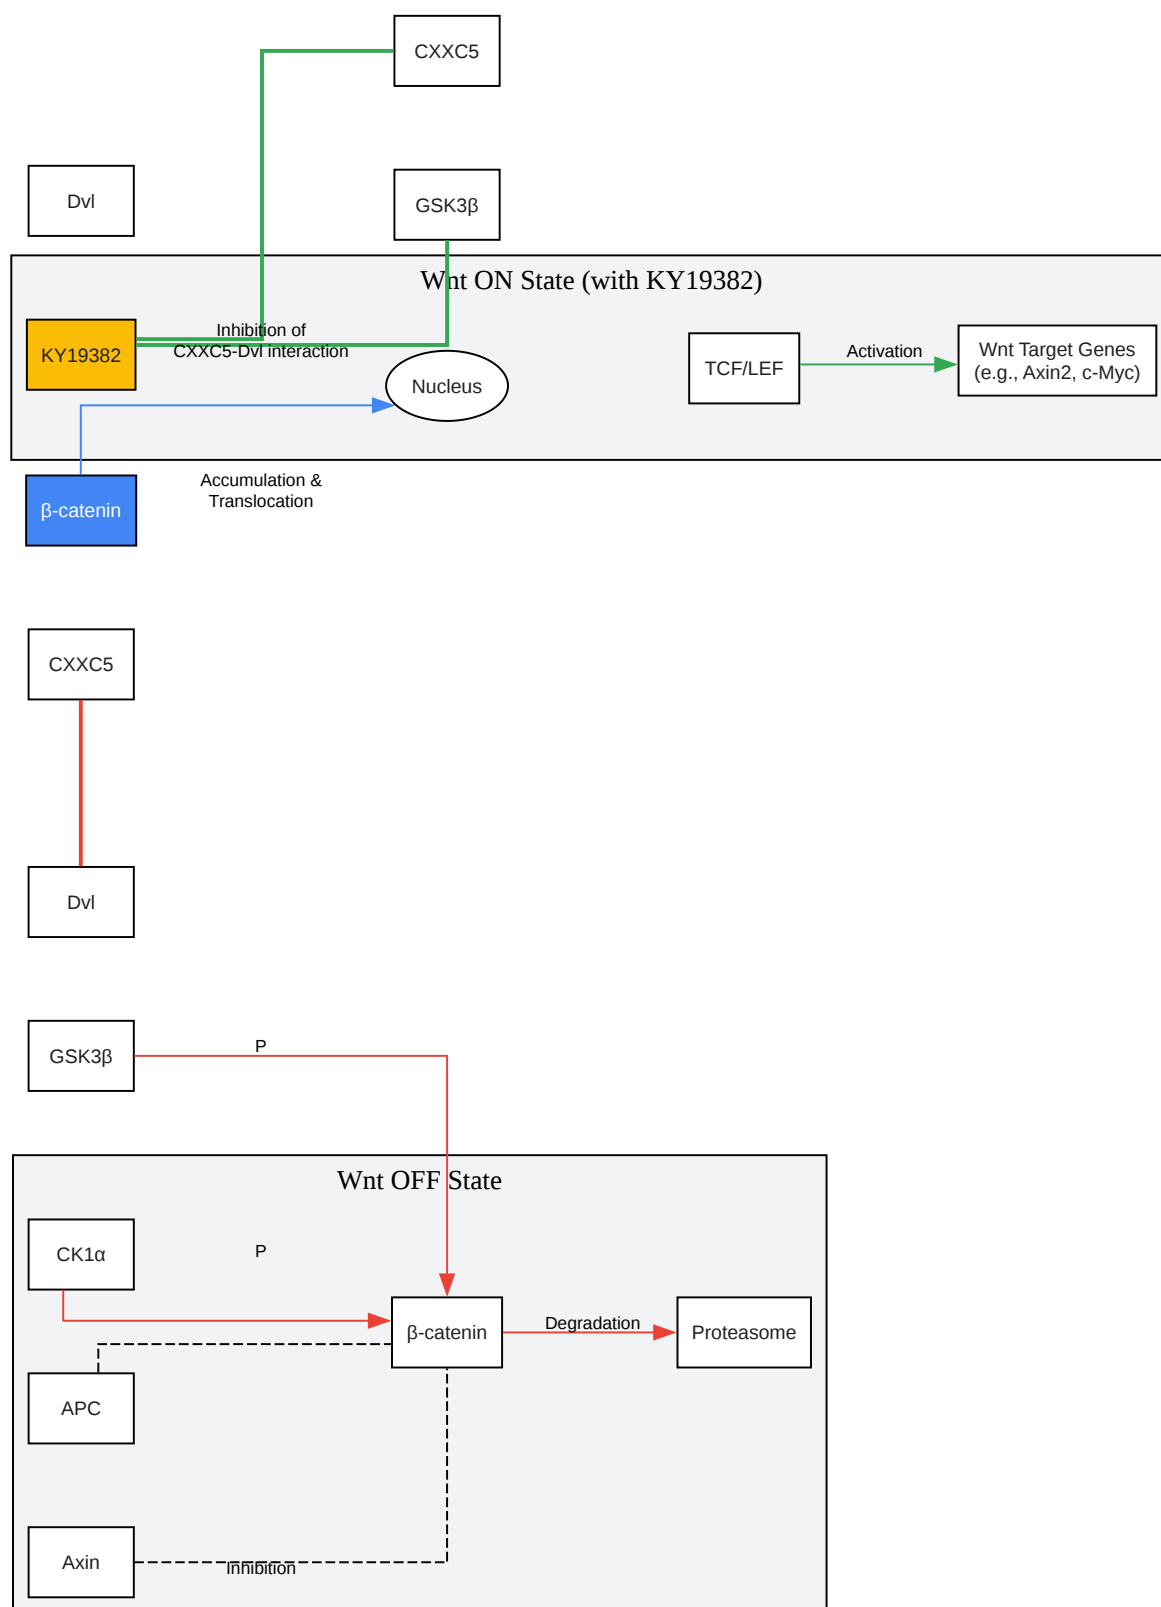 CXXC5
Dvl
GSK3β
Wnt ON State (with KY19382)
KY19382
Inhibition of
CXXC5-Dvl interaction
Nucleus
TCF/LEF
Activation
Wnt Target Genes
(e.g., Axin2, c-Myc)
β-catenin
Accumulation &
Translocation
CXXC5
Dvl
GSK3β
P
Wnt OFF State
CK1α
P
β-catenin
Degradation
Proteasome
APC
Axin
Inhibition